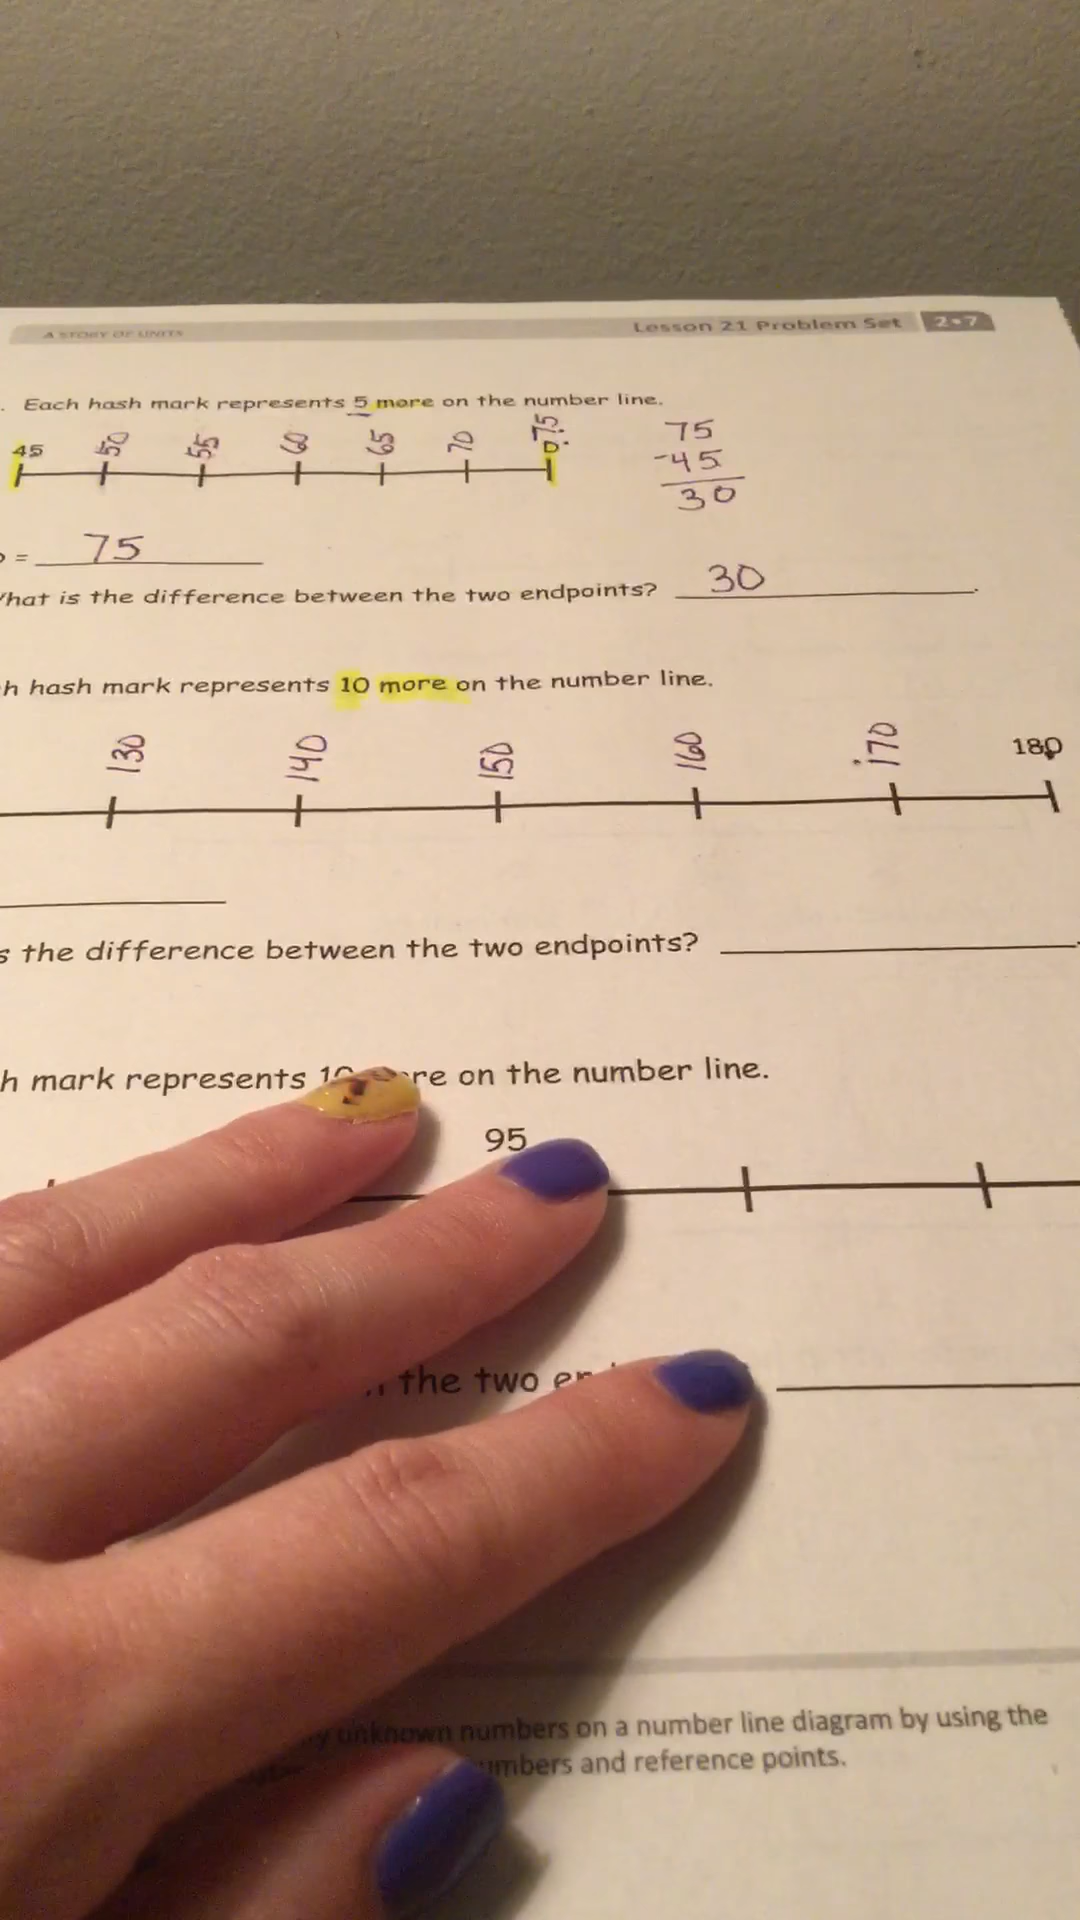 A STORY OF UNITS
Lesson 21 Problem Set 2•7
Each hash mark represents 5 more on the number line.
45 50 55 60 65 70 75
75
-45
30
= 75
What is the difference between the two endpoints? 30 .
hash mark represents 10 more on the number line.
130 140 150 160 170 180
the difference between the two endpoints? .
mark represents 10 on the number line.
95
the two
unknown numbers on a number line diagram by using the
and reference points.